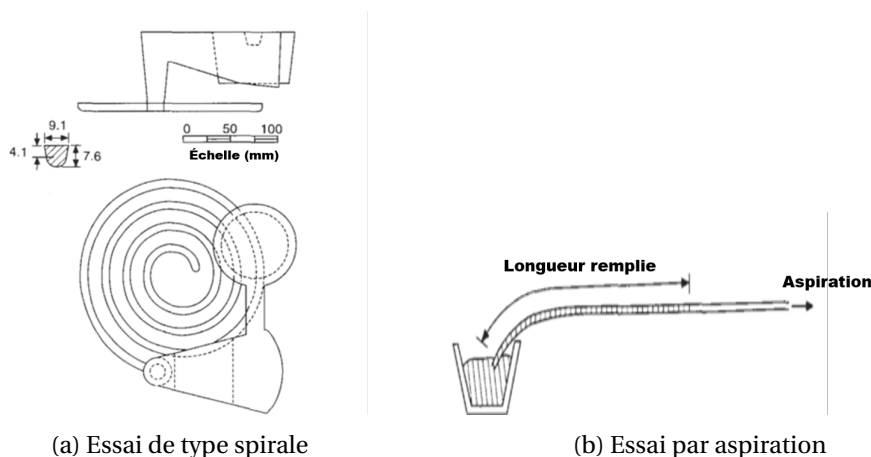 9.1
4.1
7.6
0 50 100
Échelle (mm)
Longueur remplie
Aspiration
(a) Essai de type spirale
(b) Essai par aspiration